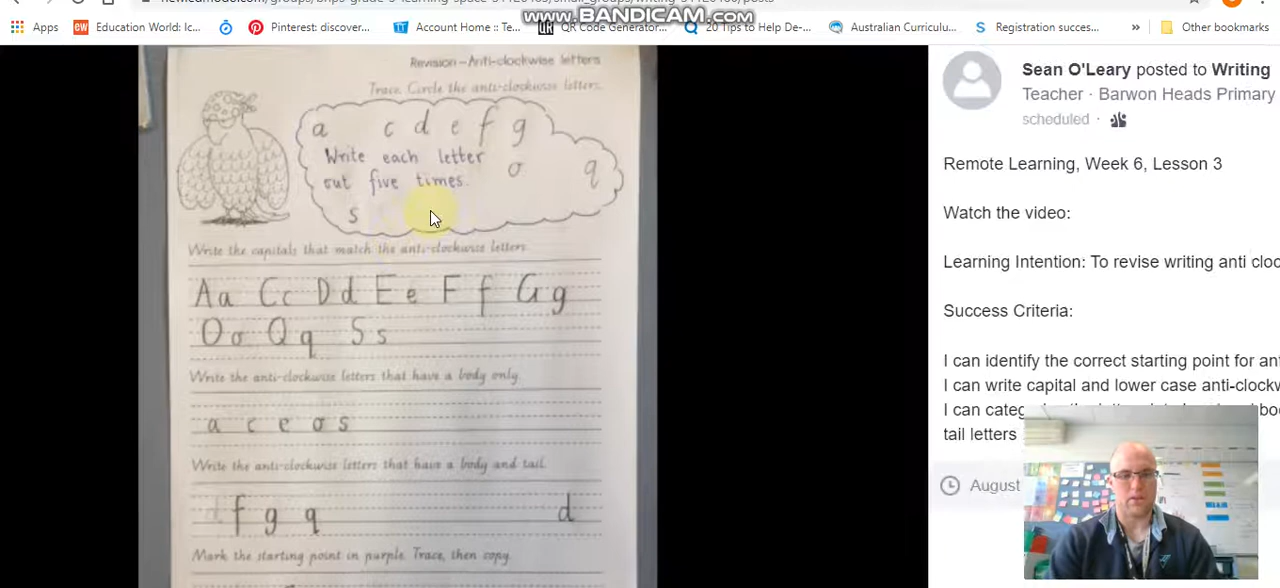 www.BANDICAM.com
Apps
Education World: Ic...
Pinterest: discover...
Account Home :: Te...
QR Code Generator...
20 Tips to Help De...
Australian Curriculu...
Registration succes...
»
Other bookmarks
Revision—Anti-clockwise letters
Trace. Circle the anti-clockwise letters.
a c d e f g
Write each letter
out five times.
o q
s
Write the capitals that match the anti-clockwise letters.
Aa Cc Dd Ee Ff Gg
Oo Qq Ss
Write the anti-clockwise letters that have a body only.
a c e o s
Write the anti-clockwise letters that have a body and tail.
f g q d
Mark the starting point in purple. Trace, then copy.
Sean O'Leary posted to Writing
Teacher · Barwon Heads Primary
scheduled ·
Remote Learning, Week 6, Lesson 3
Watch the video:
Learning Intention: To revise writing anti cloc
Success Criteria:
I can identify the correct starting point for an
I can write capital and lower case anti-clockw
I can categ
tail letters
August